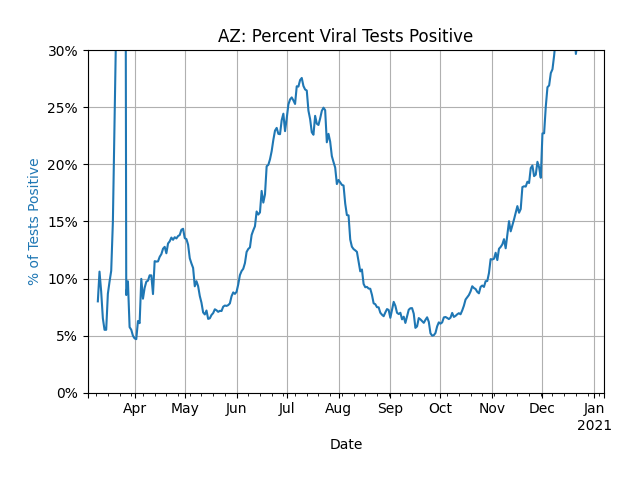 AZ: Percent Viral Tests Positive
30%
25%
20%
15%
10%
5%
0%
% of Tests Positive
Apr May Jun Jul Aug Sep Oct Nov Dec Jan
2021
Date